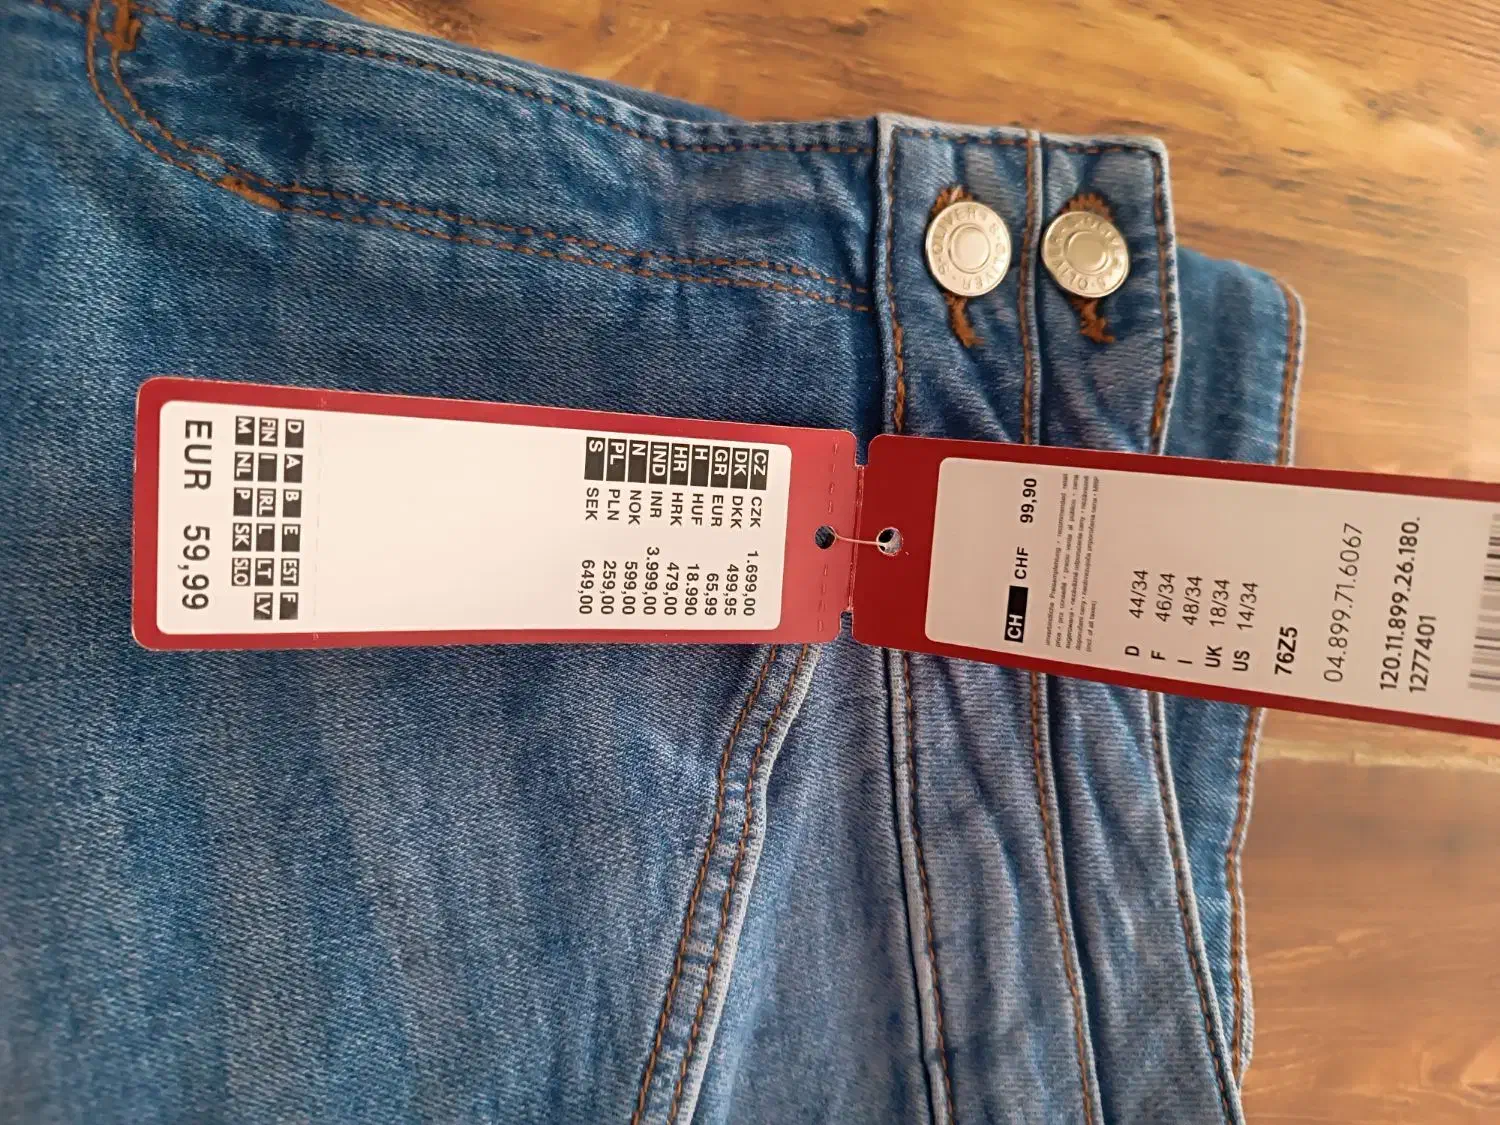 S.OLIVER
S.OLIVER
CZ CZK 1.699,00
DK DKK 499,95
GR EUR 65,99
H HUF 18.990
HR HRK 479,00
IND INR 3.999,00
N NOK 599,00
PL PLN 259,00
S SEK 649,00
D A B E EST F
FIN I IRL L LT LV
M NL P SK SLO
EUR 59,99
CH CHF 99,90
D 44/34
F 46/34
I 48/34
UK 18/34
US 14/34
76Z5
04.899.71.6067
120.11.899.26.180.
1277401